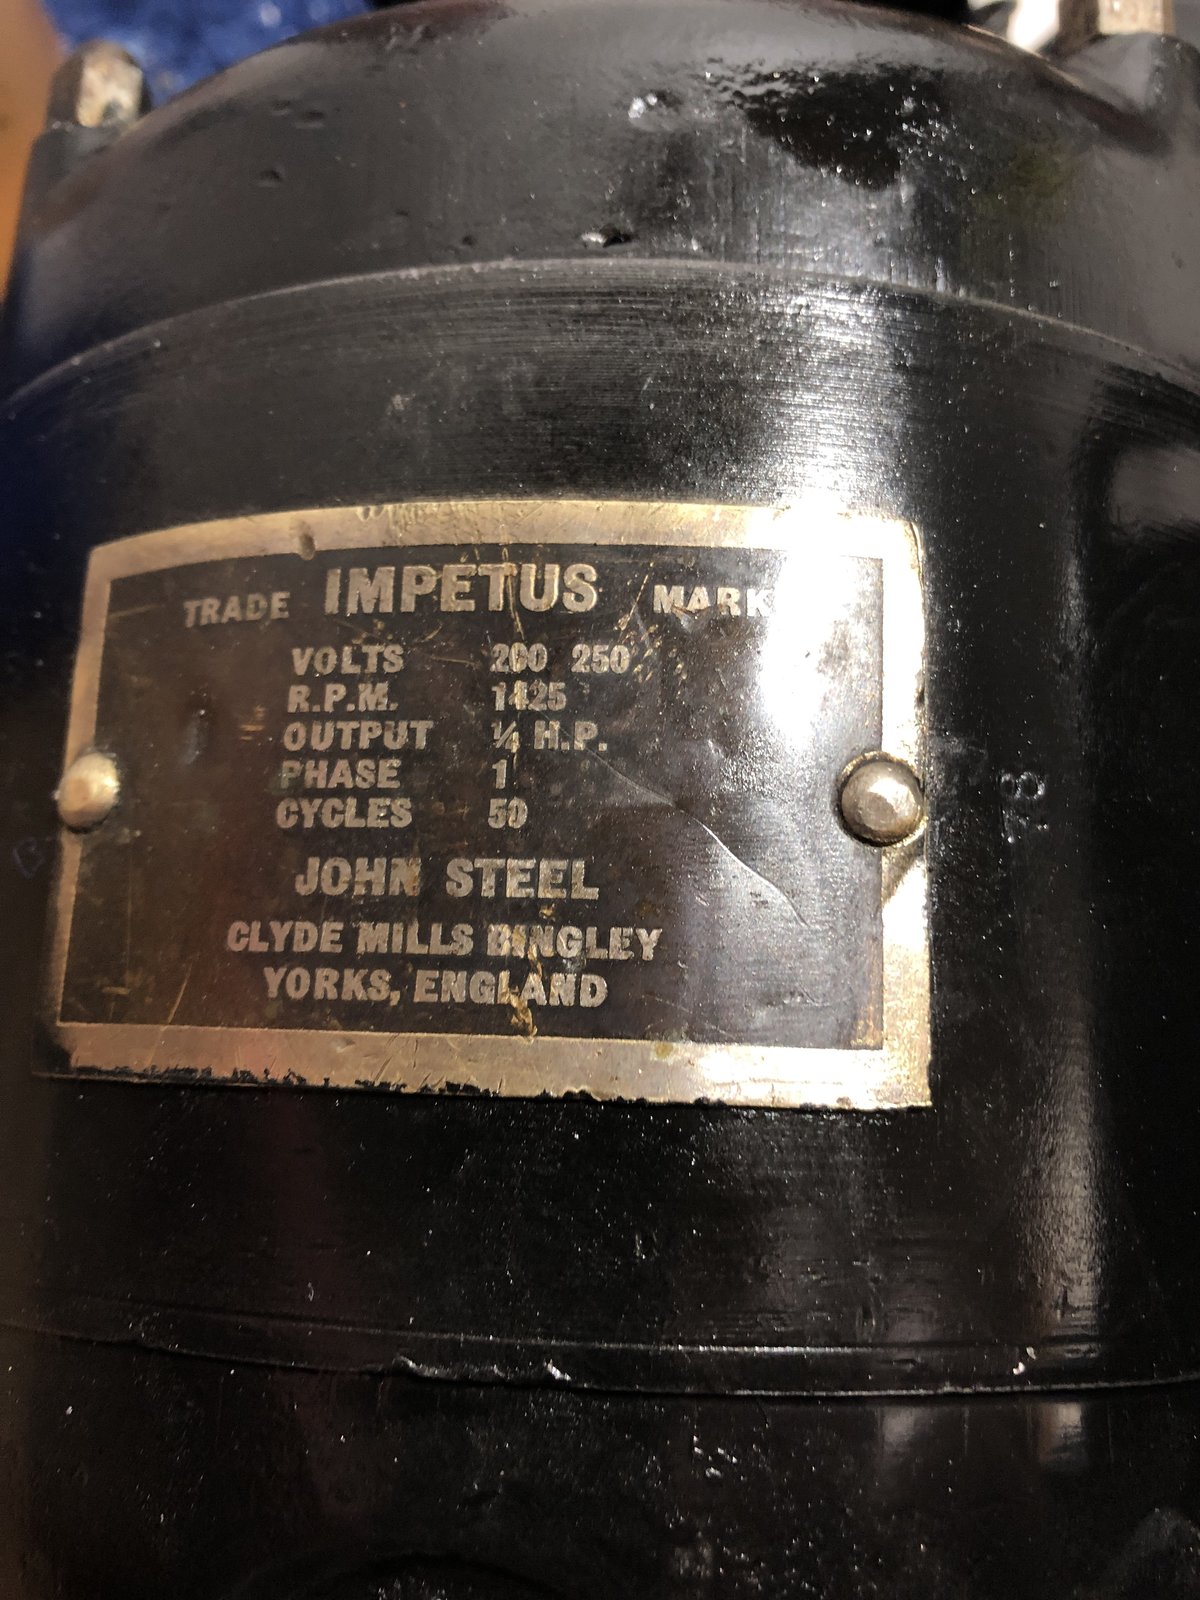 TRADE IMPETUS MARK
VOLTS 200 250
R.P.M. 1425
OUTPUT ¼ H.P.
PHASE 1
CYCLES 50
JOHN STEEL
CLYDE MILLS BINGLEY
YORKS, ENGLAND